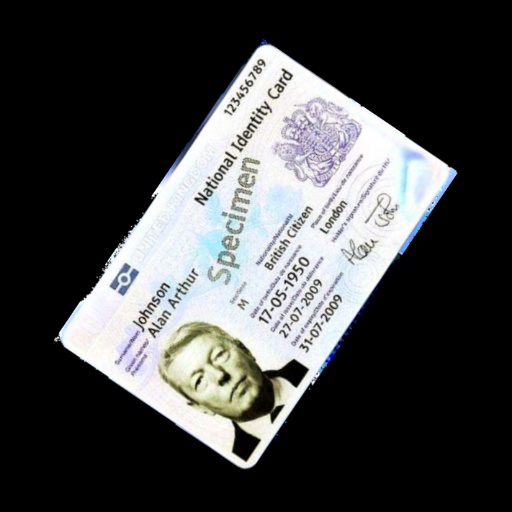 123456789
UNITED KINGDOM
National Identity Card
Specimen
Surname/Nom
Johnson
Given names/
Prénoms
Alan Arthur
Sex/Sexe
M
Nationality/Nationalité
British Citizen
Place of birth/Lieu de naissance
London
Date of birth/Date de naissance
17-05-1950
Date of issue/Date de délivrance
27-07-2009
Date of expiry/Date d'expiration
31-07-2009
Holder's signature/Signature du titulaire